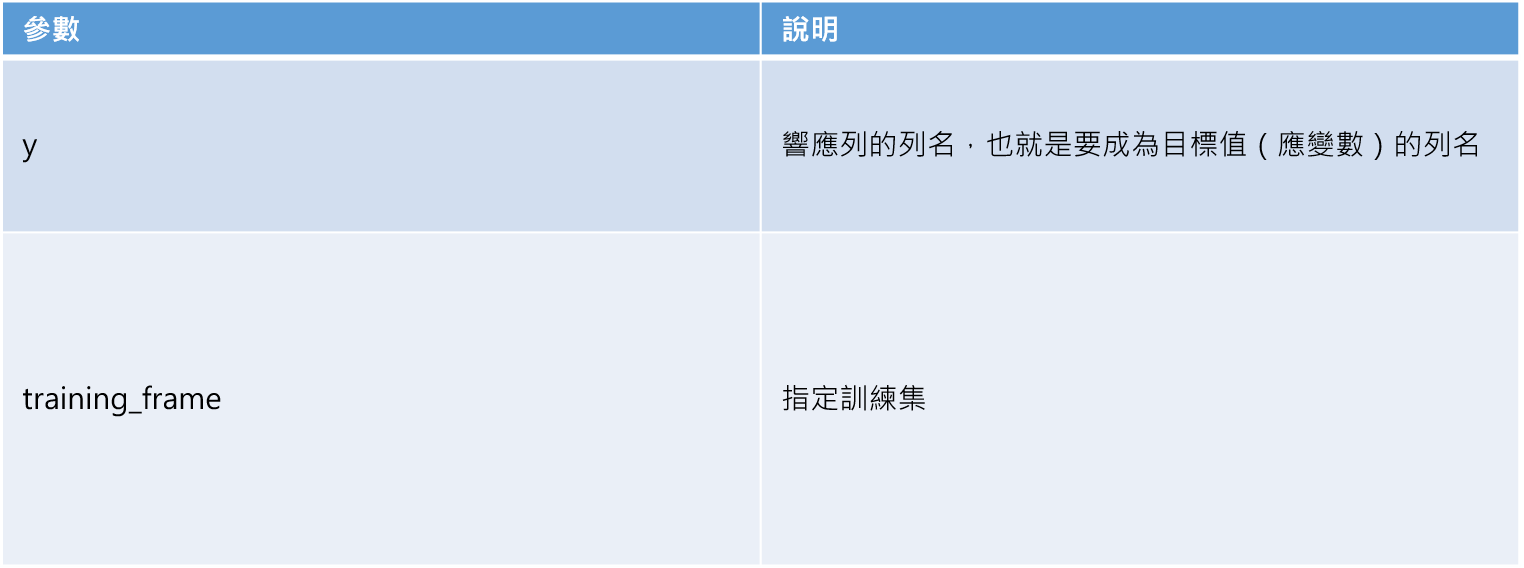 參數
說明
y
響應列的列名，也就是要成為目標值（應變數）的列名
training_frame
指定訓練集